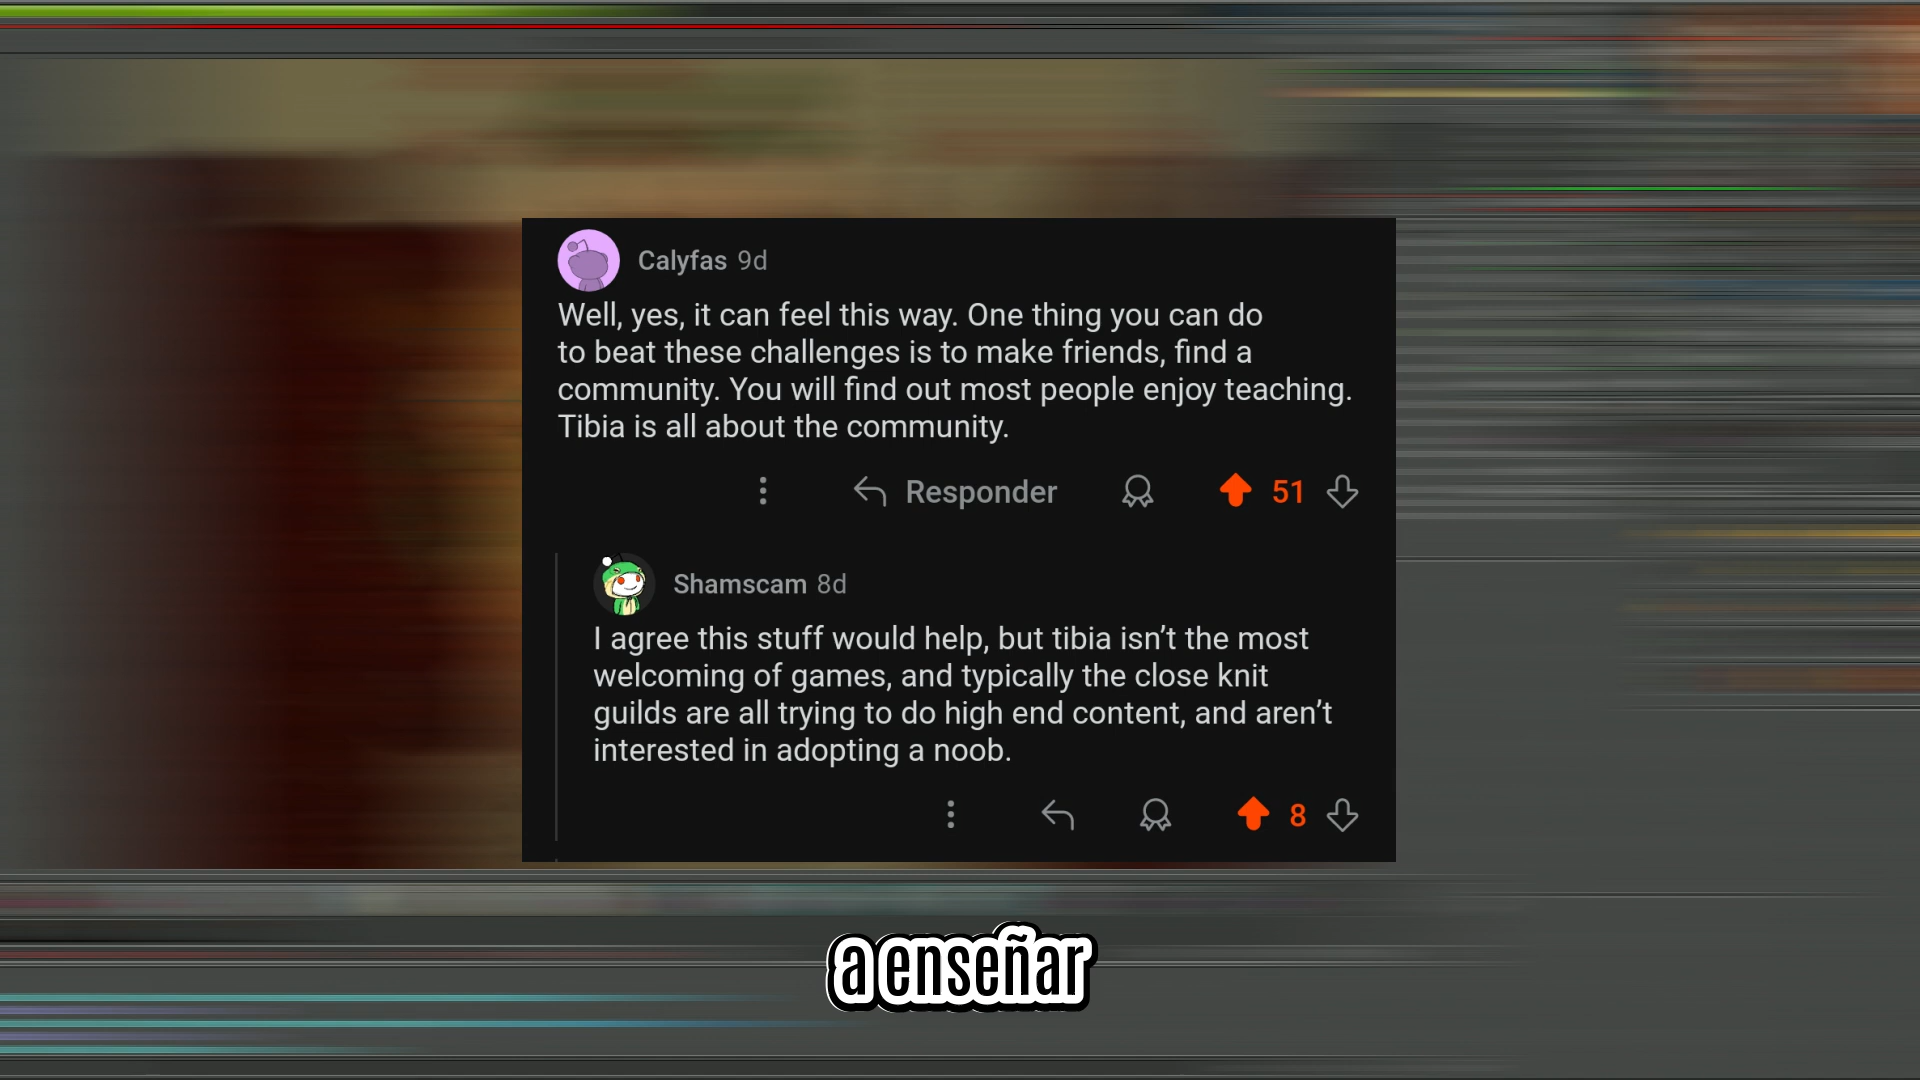 Calyfas 9d
Well, yes, it can feel this way. One thing you can do
to beat these challenges is to make friends, find a
community. You will find out most people enjoy teaching.
Tibia is all about the community.
Responder 51
Shamscam 8d
I agree this stuff would help, but tibia isn’t the most
welcoming of games, and typically the close knit
guilds are all trying to do high end content, and aren’t
interested in adopting a noob.
8
a enseñar